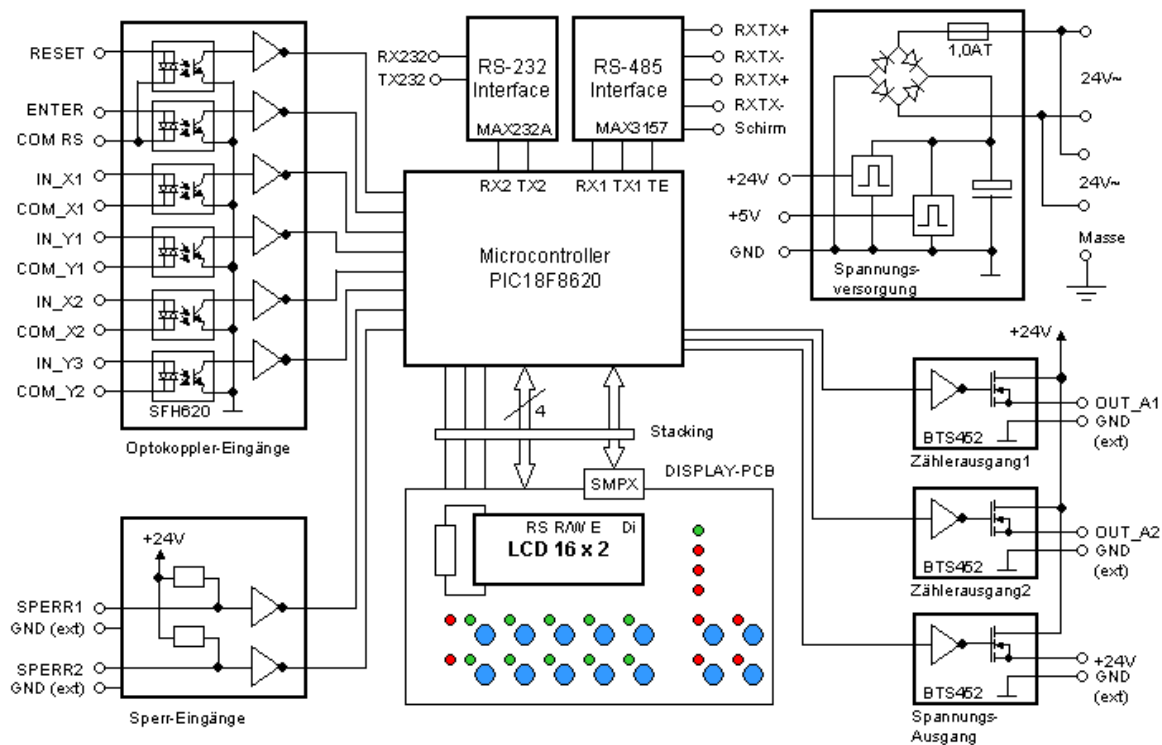 RESET
ENTER
COM RS
IN_X1
COM_X1
IN_Y1
COM_Y1
IN_X2
COM_X2
IN_Y3
COM_Y2
SFH620
Optokoppler-Eingänge
RX232
TX232
RS-232
Interface
MAX232A
RS-485
Interface
MAX3157
RXTX+
RXTX-
RXTX+
RXTX-
Schirm
RX2 TX2
RX1 TX1 TE
Microcontroller
PIC18F8620
1,0AT
24V~
24V~
+24V
+5V
GND
Spannungs-
versorgung
Masse
4
Stacking
DISPLAY-PCB
SMPX
RS R/W E Di
LCD 16 x 2
+24V
SPERR1
GND (ext)
SPERR2
GND (ext)
Sperr-Eingänge
+24V
BTS452
OUT_A1
GND
(ext)
Zählerausgang1
BTS452
OUT_A2
GND
(ext)
Zählerausgang2
BTS452
+24V
GND
(ext)
Spannungs-
Ausgang